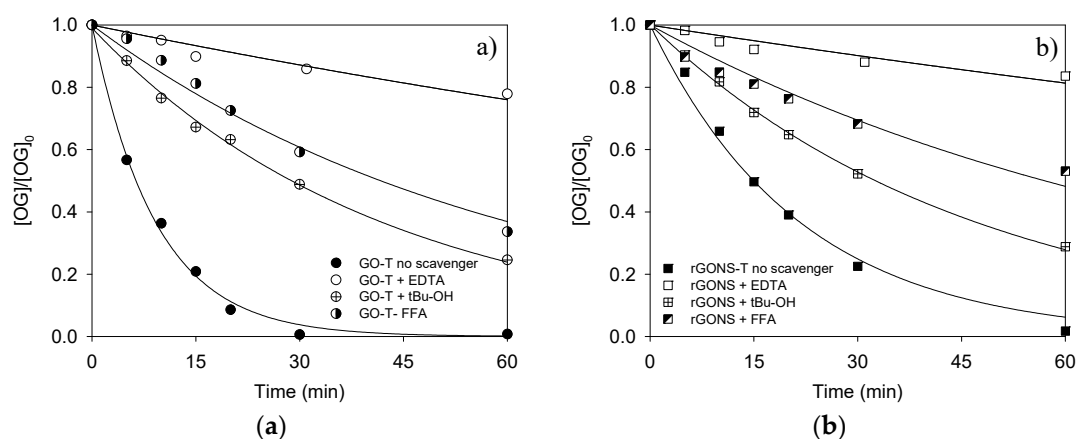 a)
[OG]/[OG]0
1.0
0.8
0.6
0.4
0.2
0.0
GO-T no scavenger
GO-T + EDTA
GO-T + tBu-OH
GO-T- FFA
0 15 30 45 60
Time (min)
(a)
b)
[OG]/[OG]0
1.0
0.8
0.6
0.4
0.2
0.0
rGONS-T no scavenger
rGONS + EDTA
rGONS + tBu-OH
rGONS + FFA
0 15 30 45 60
Time (min)
(b)